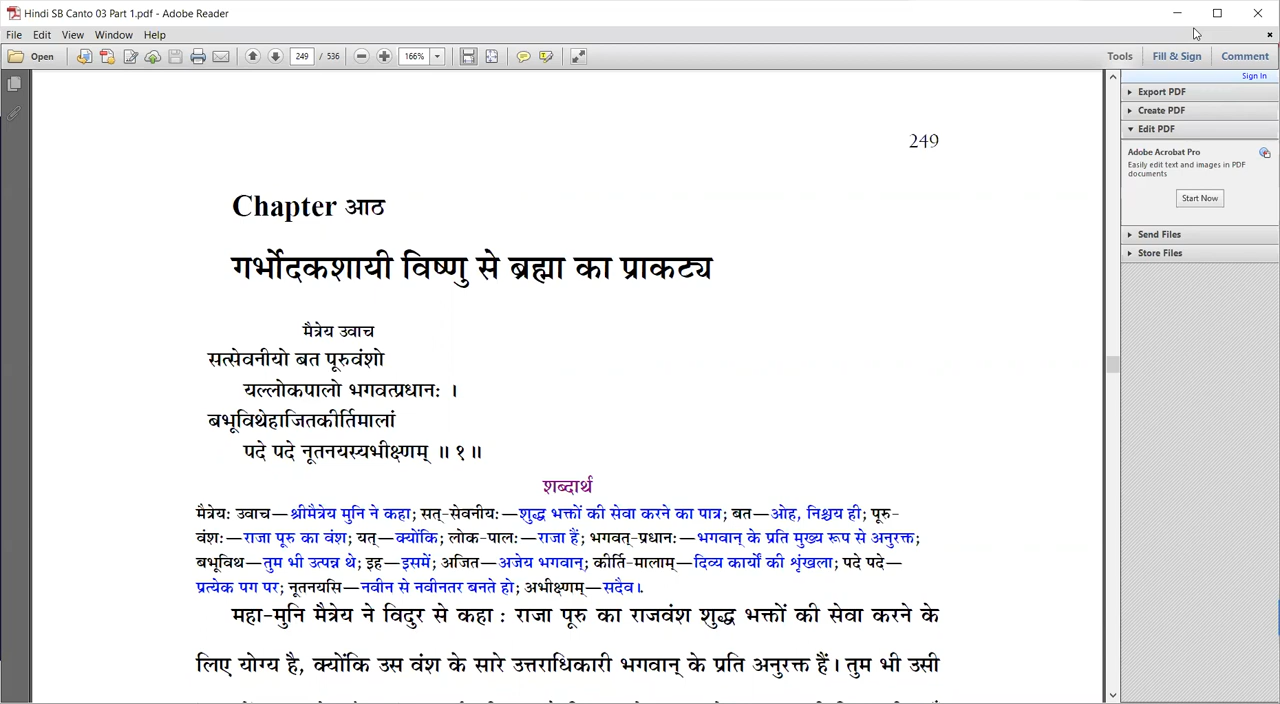 Hindi SB Canto 03 Part 1.pdf - Adobe Reader
File Edit View Window Help
Open 249 / 536 166% Tools Fill & Sign Comment
Sign In
Export PDF
Create PDF
Edit PDF
Adobe Acrobat Pro
Easily edit text and images in PDF
documents
Start Now
Send Files
Store Files
249
Chapter आठ
गर्भोदकशायी विष्णु से ब्रह्मा का प्राकट्य
मैत्रेय उवाच
सत्सेवनीयो बत पूरुवंशो
यल्लोकपालो भगवत्प्रधानः ।
बभूविथेहाजितकीर्तिमालां
पदे पदे नूतनयस्यभीक्ष्णम् ॥ १॥
शब्दार्थ
मैत्रेयः उवाच—श्रीमैत्रेय मुनि ने कहा; सत्-सेवनीयः—शुद्ध भक्तों की सेवा करने का पात्र; बत—ओह, निश्चय ही; पूरु-
वंशः—राजा पूरु का वंश; यत्—क्योंकि; लोक-पालः—राजा हैं; भगवत्-प्रधानः—भगवान् के प्रति मुख्य रूप से अनुरक्त;
बभूविथ—तुम भी उत्पन्न थे; इह—इसमें; अजित—अजेय भगवान्; कीर्ति-मालाम्—दिव्य कार्यों की शृंखला; पदे पदे—
प्रत्येक पग पर; नूतनयसि—नवीन से नवीनतर बनते हो; अभीक्ष्णम्—सदैव।
महा-मुनि मैत्रेय ने विदुर से कहा : राजा पूरु का राजवंश शुद्ध भक्तों की सेवा करने के
लिए योग्य है, क्योंकि उस वंश के सारे उत्तराधिकारी भगवान् के प्रति अनुरक्त हैं। तुम भी उसी